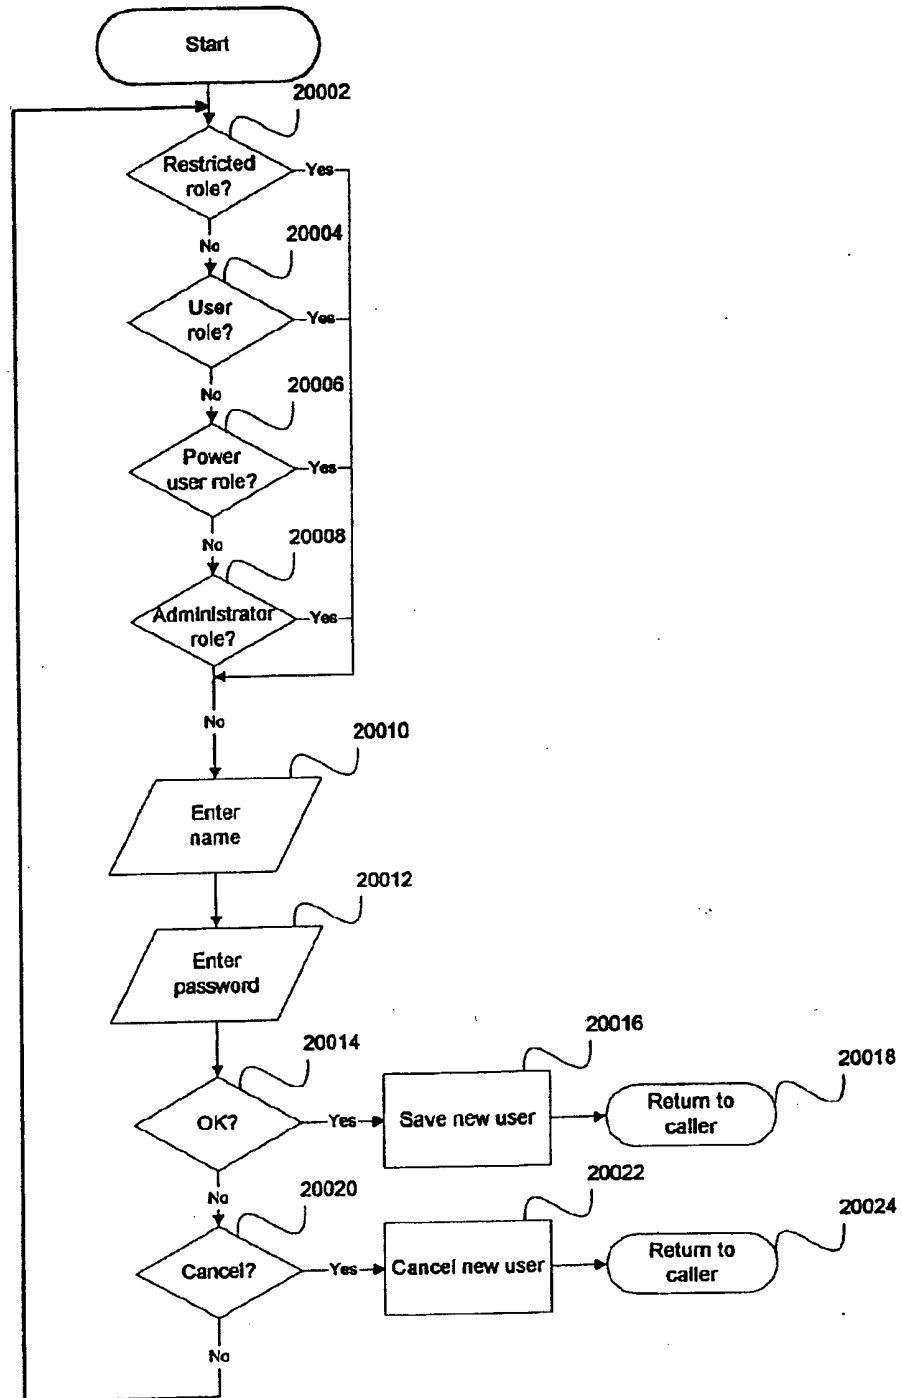 Start
20002
Restricted
role?
Yes
No
20004
User
role?
Yes
No
20006
Power
user role?
Yes
No
20008
Administrator
role?
Yes
No
20010
Enter
name
20012
Enter
password
20014
OK?
Yes
20016
Save new user
20018
Return to
caller
No
20020
Cancel?
Yes
20022
Cancel new user
20024
Return to
caller
No